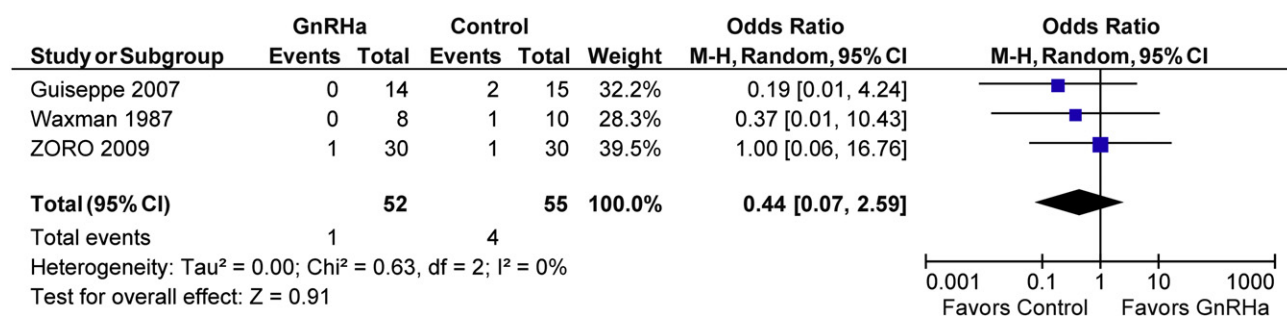 GnRHa Control Odds Ratio Odds Ratio
Study or Subgroup Events Total Events Total Weight M-H, Random, 95% CI M-H, Random, 95% CI
Guiseppe 2007 0 14 2 15 32.2% 0.19 [0.01, 4.24]
Waxman 1987 0 8 1 10 28.3% 0.37 [0.01, 10.43]
ZORO 2009 1 30 1 30 39.5% 1.00 [0.06, 16.76]
Total (95% CI) 52 55 100.0% 0.44 [0.07, 2.59]
Total events 1 4
Heterogeneity: Tau² = 0.00; Chi² = 0.63, df = 2; I² = 0%
Test for overall effect: Z = 0.91
0.001 0.1 1 10 1000
Favors Control Favors GnRHa